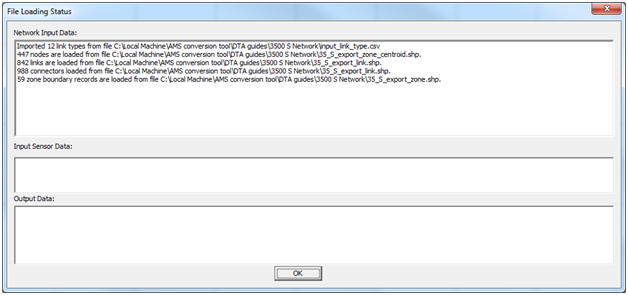 File Loading Status
Network Input Data:
Imported 12 link types from file C:\Local Machine\AMS conversion tool\DTA guides\3500 S Network\input_link_type.csv
447 nodes are loaded from file C:\Local Machine\AMS conversion tool\DTA guides\3500 S Network\35_S_export_zone_centroid.shp.
842 links are loaded from file C:\Local Machine\AMS conversion tool\DTA guides\3500 S Network\35_S_export_link.shp.
988 connectors loaded from file C:\Local Machine\AMS conversion tool\DTA guides\3500 S Network\35_S_export_link.shp.
59 zone boundary records are loaded from file C:\Local Machine\AMS conversion tool\DTA guides\3500 S Network\35_S_export_zone.shp.
Input Sensor Data:
Output Data:
OK